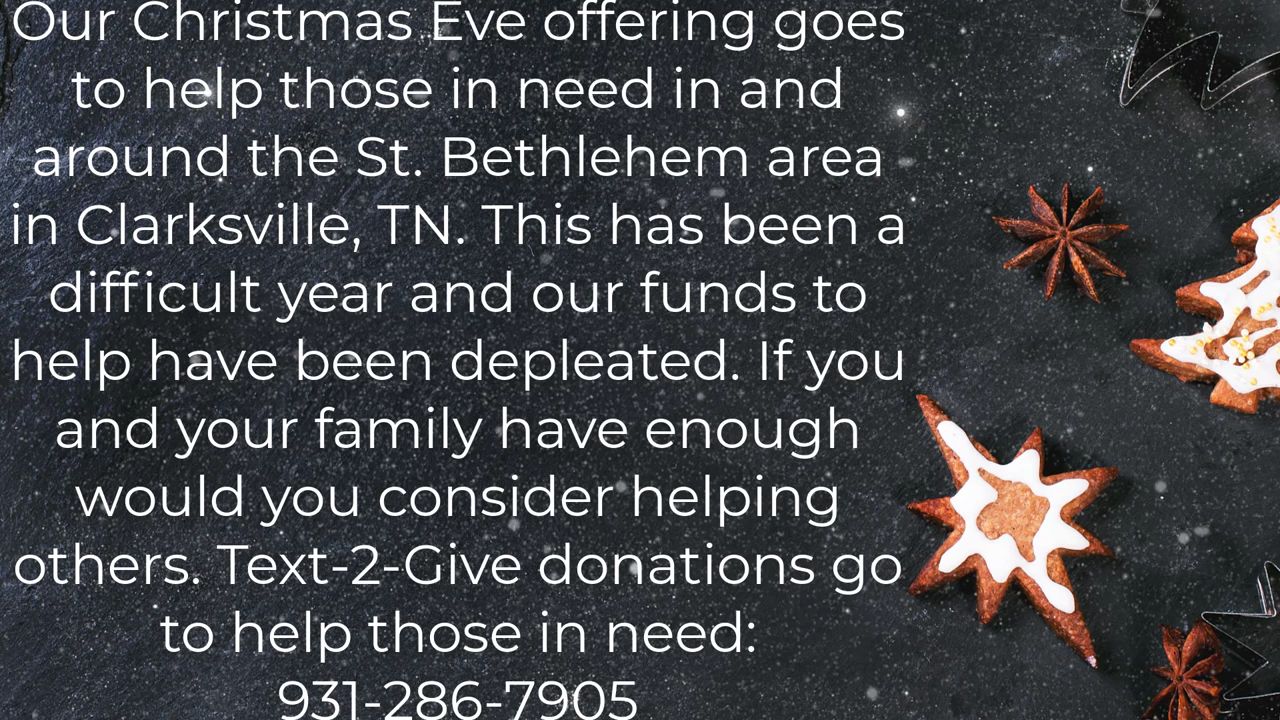 Our Christmas Eve offering goes
to help those in need in and
around the St. Bethlehem area
in Clarksville, TN. This has been a
difficult year and our funds to
help have been depleated. If you
and your family have enough
would you consider helping
others. Text-2-Give donations go
to help those in need:
931-286-7905